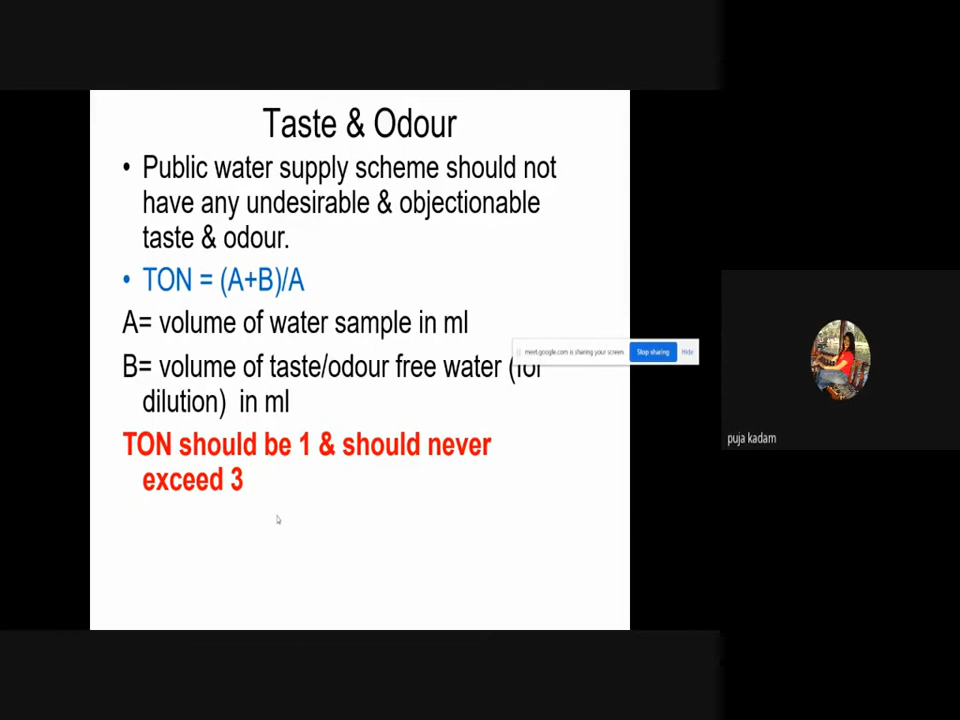 Taste & Odour
• Public water supply scheme should not
have any undesirable & objectionable
taste & odour.
• TON = (A+B)/A
A= volume of water sample in ml
B= volume of taste/odour free water (for
dilution) in ml
TON should be 1 & should never
exceed 3
meet.google.com is sharing your screen. Stop sharing Hide
puja kadam